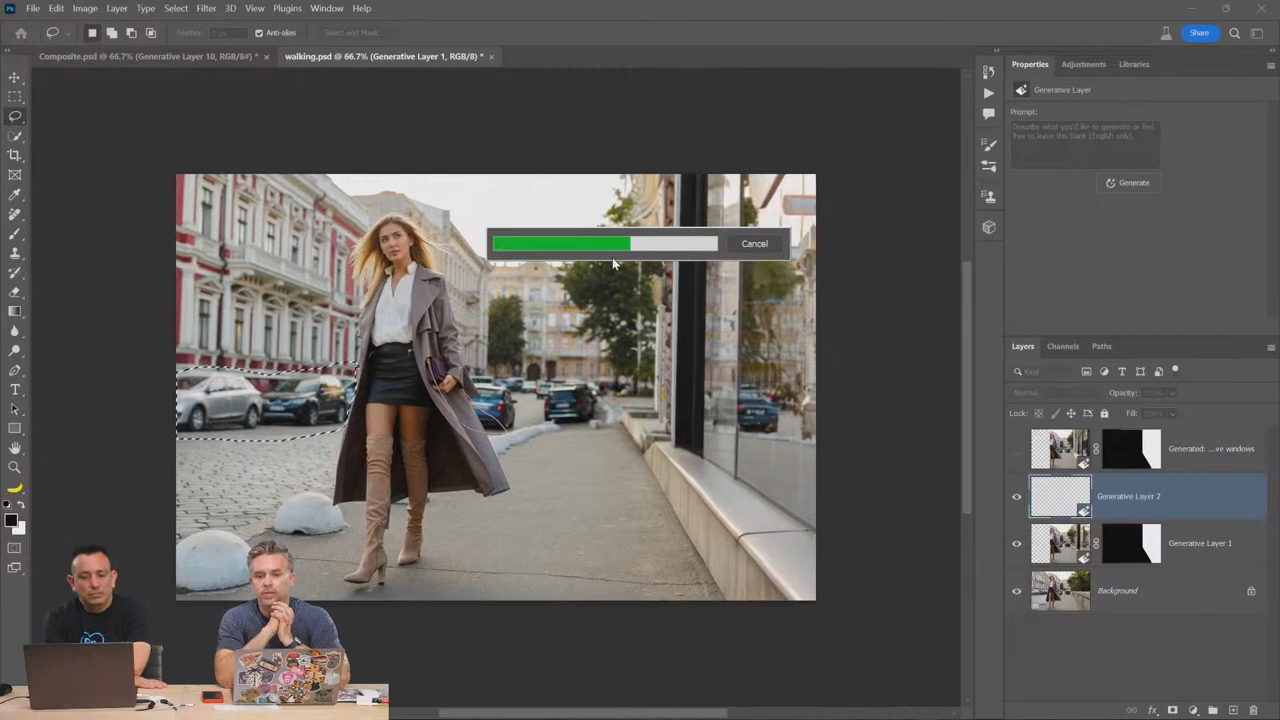 Ps File Edit Image Layer Type Select Filter 3D View Plugins Window Help
Feather: 0 px Anti-alias Select and Mask... Share
Composite.psd @ 66.7% (Generative Layer 10, RGB/8#) * × walking.psd @ 66.7% (Generative Layer 1, RGB/8) * ×
Properties Adjustments Libraries
Generative Layer
Prompt:
Describe what you'd like to generate or feel
free to leave this blank (English only).
Generate
Cancel
Layers Channels Paths
Kind
Normal Opacity: 100%
Lock: Fill: 100%
Generated: ...ve windows
Generative Layer 2
Generative Layer 1
Background
fx